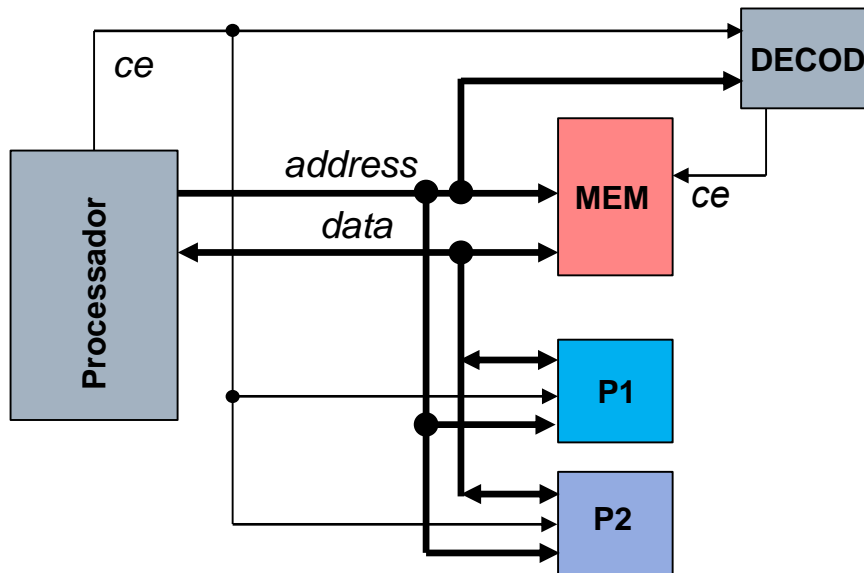 ce
DECOD
address
MEM
ce
data
Processador
P1
P2